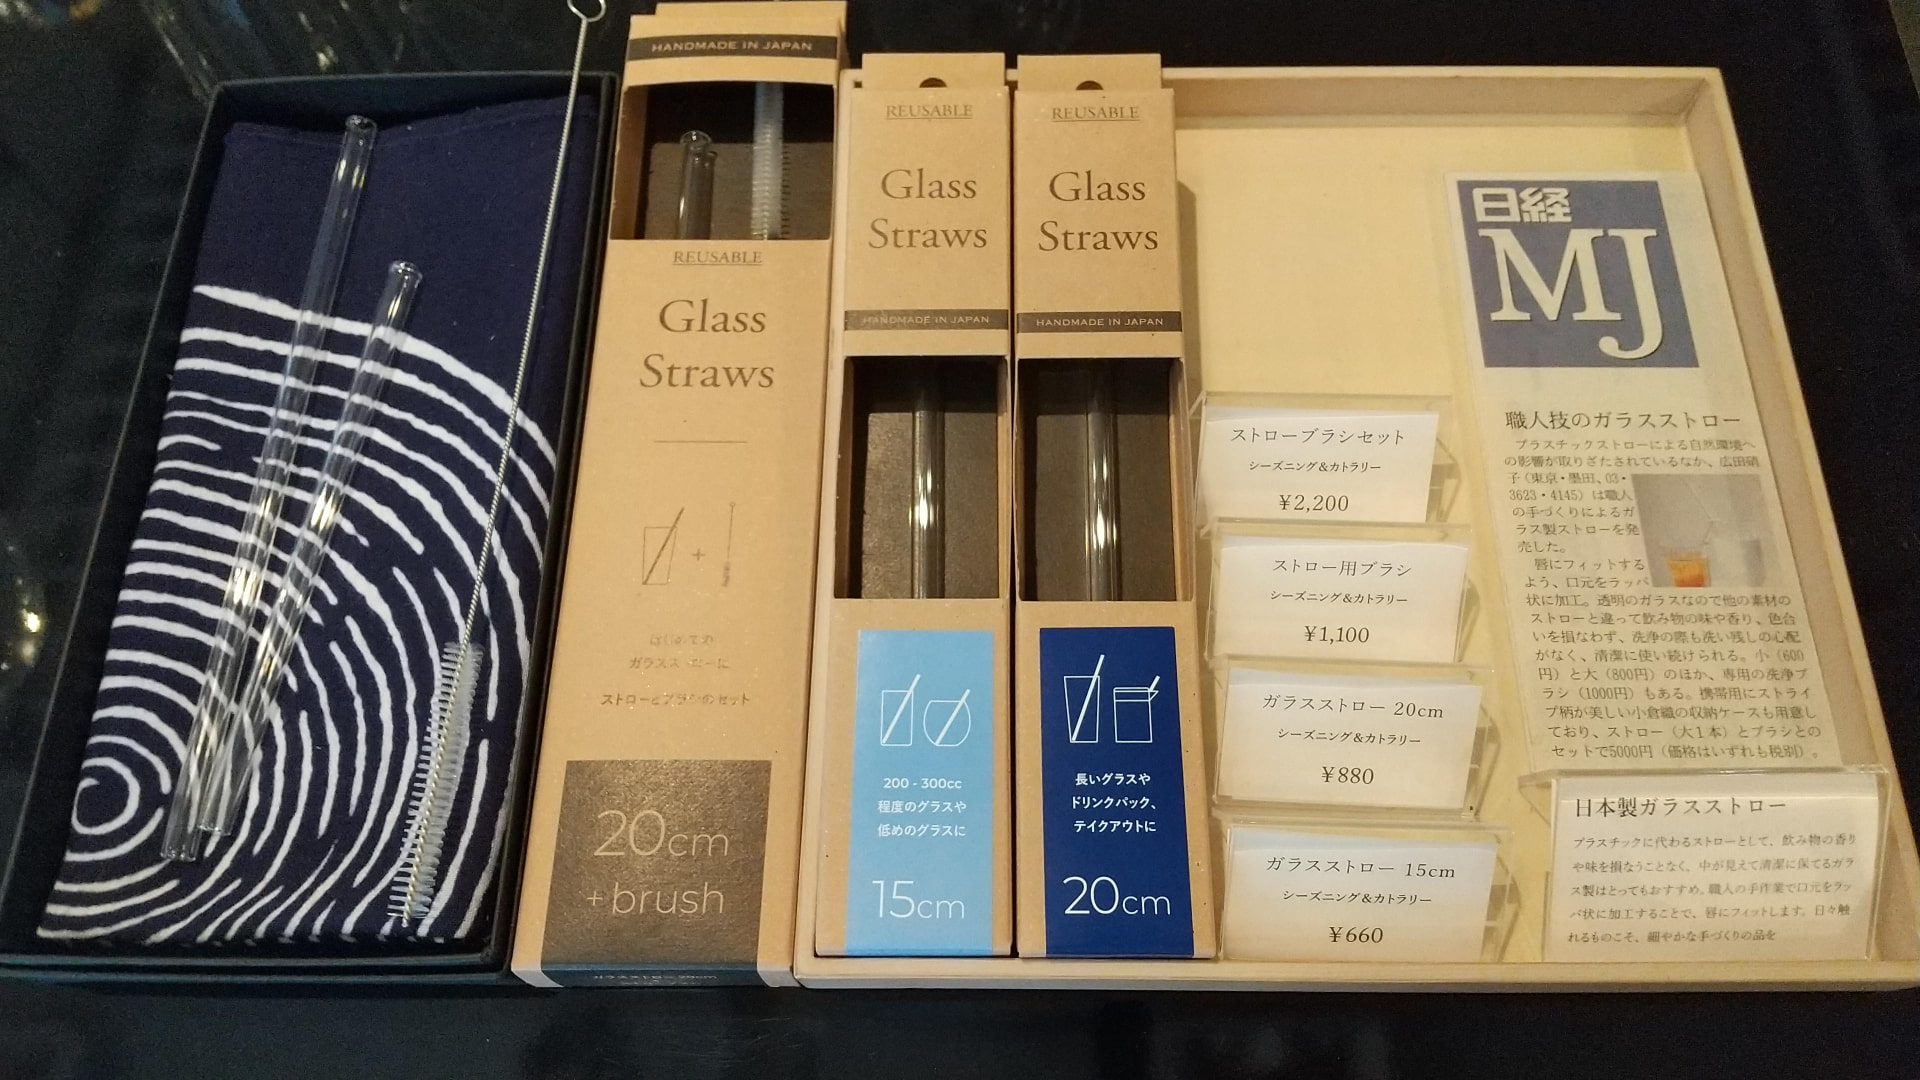 HANDMADE IN JAPAN
REUSABLE
Glass
Straws
+
ガラスス
ストローとブラシのセット
20cm
+ brush
REUSABLE
Glass
Straws
HANDMADE IN JAPAN
200 - 300cc
程度のグラスや
低めのグラスに
15cm
REUSABLE
Glass
Straws
HANDMADE IN JAPAN
長いグラスや
ドリンクパック、
テイクアウトに
20cm
ストローブラシセット
シーズニング&カトラリー
¥2,200
ストロー用ブラシ
シーズニング&カトラリー
¥1,100
ガラスストロー 20cm
シーズニング&カトラリー
¥880
ガラスストロー 15cm
シーズニング&カトラリー
¥660
日経
MJ
職人技のガラスストロー
プラスチックストローによる自然環境へ
の影響が取りざたされているなか、広田硝
子(東京・墨田、03・
3623・4145)は職人
の手づくりによるガ
ラス製ストローを発
売した。
唇にフィットする
よう、口元をラッパ
状に加工。透明のガラスなので他の素材の
ストローと違って飲み物の味や香り、色合
いを損なわず、洗浄の際も洗い残しの心配
がなく、清潔に使い続けられる。小(600
円)と大(800円)のほか、専用の洗浄ブ
ラシ(1000円)もある。携帯用にストライ
プ柄が美しい小倉織の収納ケースも用意し
ており、ストロー(大1本)とブラシとの
セットで5000円(価格はいずれも税別)。
日本製ガラスストロー
プラスチックに代わるストローとして、飲み物の香り
や味を損なうことなく、中が見えて清潔に保てるガラ
ス製はとってもおすすめ。職人の手作業で口元をラッ
パ状に加工することで、唇にフィットします。日々触
れるものこそ、細やかな手づくりの品を